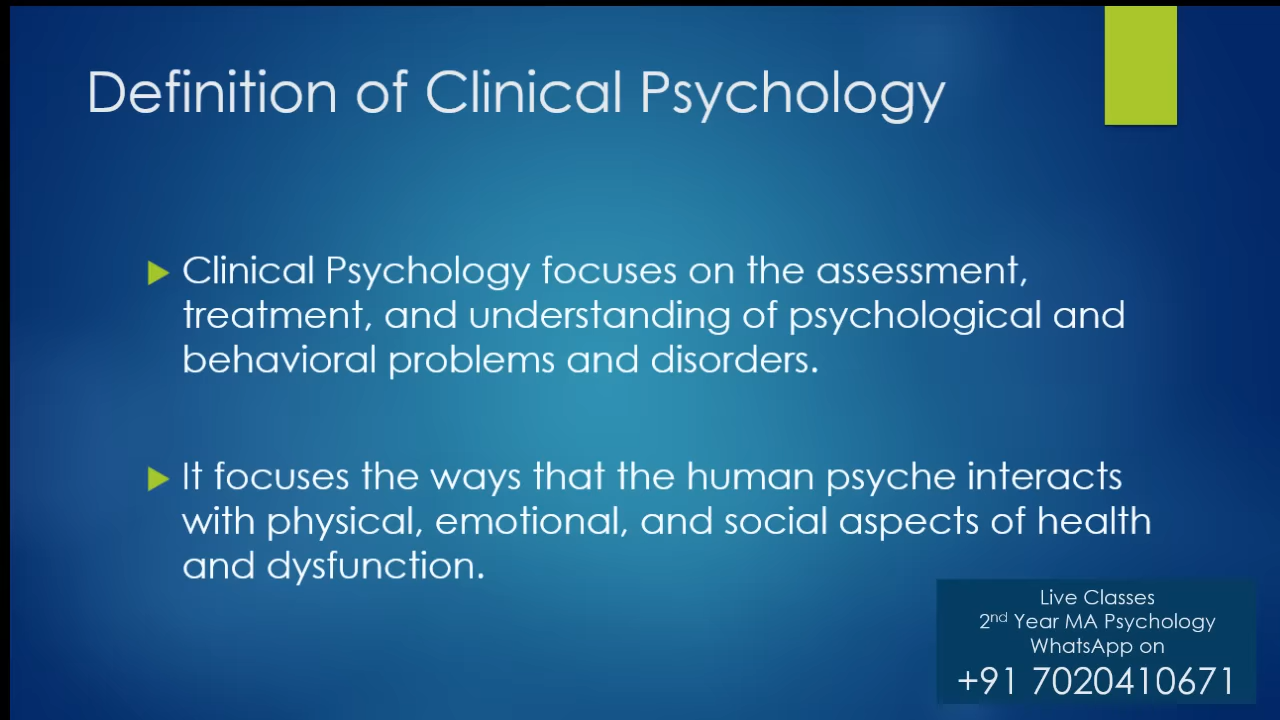 Definition of Clinical Psychology
Clinical Psychology focuses on the assessment,
treatment, and understanding of psychological and
behavioral problems and disorders.
It focuses the ways that the human psyche interacts
with physical, emotional, and social aspects of health
and dysfunction.
Live Classes
2nd Year MA Psychology
WhatsApp on
+91 7020410671